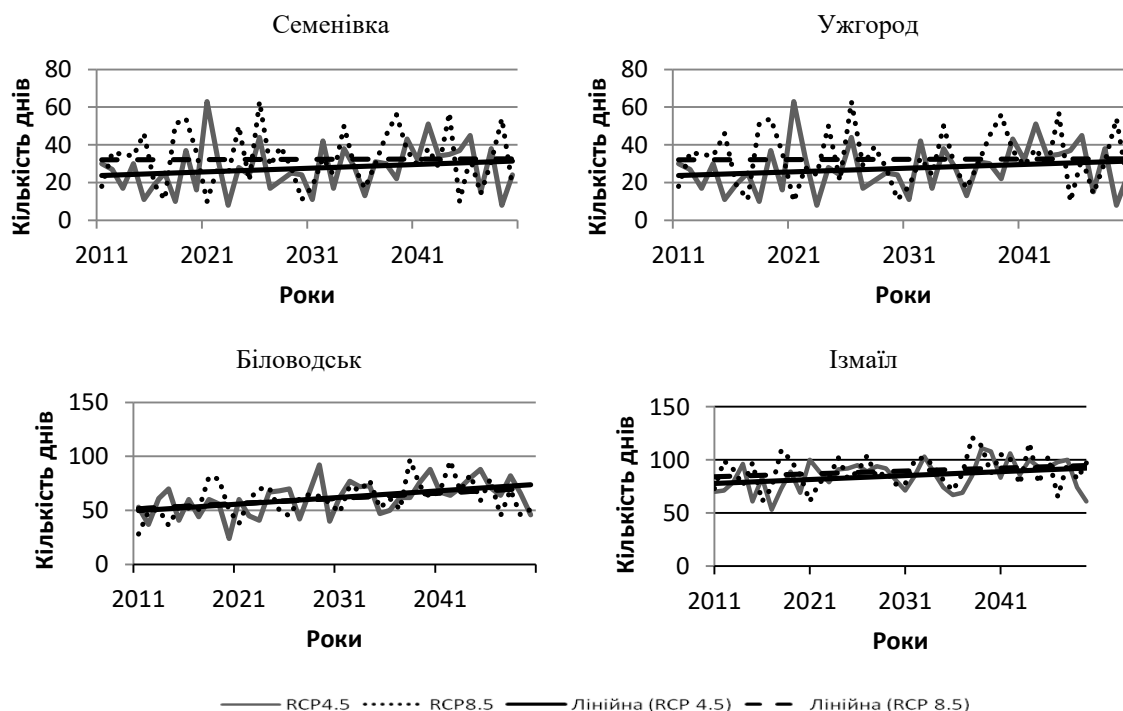 Семенівка
Кількість днів
80
60
40
20
0
2011 2021 2031 2041
Роки
Ужгород
Кількість днів
80
60
40
20
0
2011 2021 2031 2041
Роки
Біловодськ
Кількість днів
150
100
50
0
2011 2021 2031 2041
Роки
Ізмаїл
Кількість днів
150
100
50
0
2011 2021 2031 2041
Роки
RCP4.5 RCP8.5 Лінійна (RCP 4.5) Лінійна (RCP 8.5)